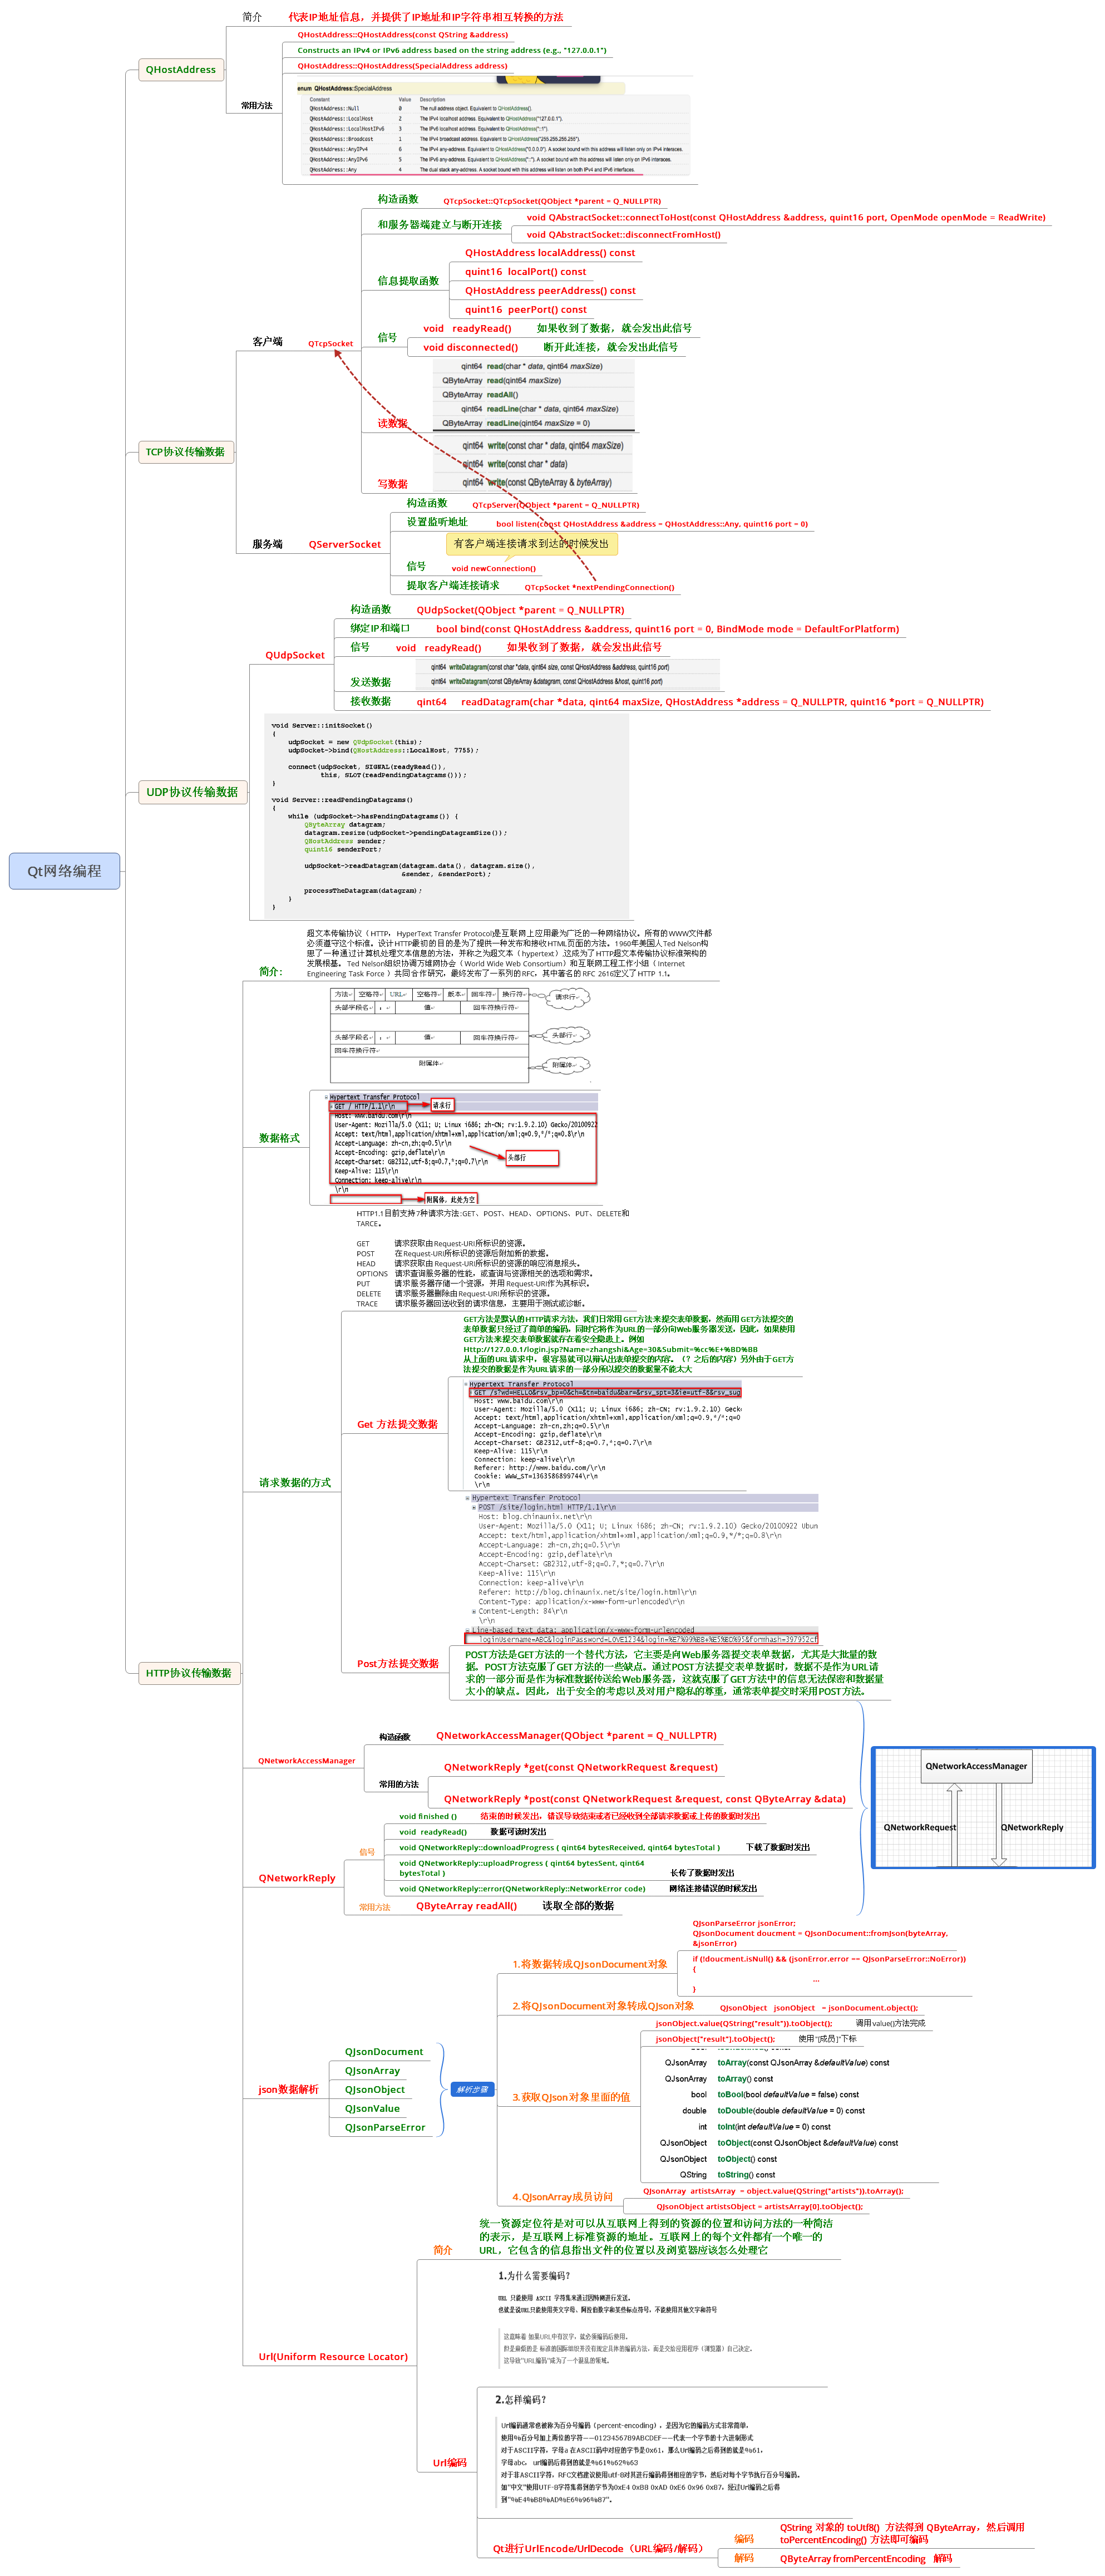 Qt网络编程
QHostAddress
简介
代表IP地址信息，并提供了IP地址和IP字符串相互转换的方法
常用方法
QHostAddress::QHostAddress(const QString &address)
Constructs an IPv4 or IPv6 address based on the string address (e.g., "127.0.0.1")
QHostAddress::QHostAddress(SpecialAddress address)
enum QHostAddress::SpecialAddress
Constant Value Description
QHostAddress::Null 0 The null address object. Equivalent to QHostAddress().
QHostAddress::LocalHost 2 The IPv4 localhost address. Equivalent to QHostAddress("127.0.0.1").
QHostAddress::LocalHostIPv6 3 The IPv6 localhost address. Equivalent to QHostAddress("::1").
QHostAddress::Broadcast 1 The IPv4 broadcast address. Equivalent to QHostAddress("255.255.255.255").
QHostAddress::AnyIPv4 6 The IPv4 any-address. Equivalent to QHostAddress("0.0.0.0"). A socket bound with this address will listen only on IPv4 interaces.
QHostAddress::AnyIPv6 5 The IPv6 any-address. Equivalent to QHostAddress("::"). A socket bound with this address will listen only on IPv6 interaces.
QHostAddress::Any 4 The dual stack any-address. A socket bound with this address will listen on both IPv4 and IPv6 interfaces.
TCP协议传输数据
客户端
QTcpSocket
构造函数
QTcpSocket::QTcpSocket(QObject *parent = Q_NULLPTR)
和服务器端建立与断开连接
void QAbstractSocket::connectToHost(const QHostAddress &address, quint16 port, OpenMode openMode = ReadWrite)
void QAbstractSocket::disconnectFromHost()
信息提取函数
QHostAddress localAddress() const
quint16 localPort() const
QHostAddress peerAddress() const
quint16 peerPort() const
信号
void readyRead() 如果收到了数据，就会发出此信号
void disconnected() 断开此连接，就会发出此信号
读数据
qint64 read(char * data, qint64 maxSize)
QByteArray read(qint64 maxSize)
QByteArray readAll()
qint64 readLine(char * data, qint64 maxSize)
QByteArray readLine(qint64 maxSize = 0)
写数据
qint64 write(const char * data, qint64 maxSize)
qint64 write(const char * data)
qint64 write(const QByteArray & byteArray)
服务端
QServerSocket
构造函数
QTcpServer(QObject *parent = Q_NULLPTR)
设置监听地址
bool listen(const QHostAddress &address = QHostAddress::Any, quint16 port = 0)
有客户端连接请求到达的时候发出
信号
void newConnection()
提取客户端连接请求
QTcpSocket *nextPendingConnection()
UDP协议传输数据
QUdpSocket
构造函数
QUdpSocket(QObject *parent = Q_NULLPTR)
绑定IP和端口
bool bind(const QHostAddress &address, quint16 port = 0, BindMode mode = DefaultForPlatform)
信号
void readyRead() 如果收到了数据，就会发出此信号
发送数据
qint64 writeDatagram(const char *data, qint64 size, const QHostAddress &address, quint16 port)
qint64 writeDatagram(const QByteArray &datagram, const QHostAddress &host, quint16 port)
接收数据
qint64 readDatagram(char *data, qint64 maxSize, QHostAddress *address = Q_NULLPTR, quint16 *port = Q_NULLPTR)
void Server::initSocket()
{
udpSocket = new QUdpSocket(this);
udpSocket->bind(QHostAddress::LocalHost, 7755);
connect(udpSocket, SIGNAL(readyRead()),
this, SLOT(readPendingDatagrams()));
}
void Server::readPendingDatagrams()
{
while (udpSocket->hasPendingDatagrams()) {
QByteArray datagram;
datagram.resize(udpSocket->pendingDatagramSize());
QHostAddress sender;
quint16 senderPort;
udpSocket->readDatagram(datagram.data(), datagram.size(),
&sender, &senderPort);
processTheDatagram(datagram);
}
}
HTTP协议传输数据
简介：
超文本传输协议（HTTP，HyperText Transfer Protocol)是互联网上应用最为广泛的一种网络协议。所有的WWW文件都
必须遵守这个标准。设计HTTP最初的目的是为了提供一种发布和接收HTML页面的方法。1960年美国人Ted Nelson构
思了一种通过计算机处理文本信息的方法，并称之为超文本（hypertext）,这成为了HTTP超文本传输协议标准架构的
发展根基。Ted Nelson组织协调万维网协会（World Wide Web Consortium）和互联网工程工作小组（Internet
Engineering Task Force ）共同合作研究，最终发布了一系列的RFC，其中著名的RFC 2616定义了HTTP 1.1。
数据格式
方法 空格符 URL 空格符 版本 回车符 换行符 请求行
头部字段名 ： 值 回车符换行符
头部字段名 ： 值 回车符换行符 头部行
回车符换行符
附属体 附属体
Hypertext Transfer Protocol
GET / HTTP/1.1\r\n 请求行
Host: www.baidu.com\r\n
User-Agent: Mozilla/5.0 (X11; U; Linux i686; zh-CN; rv:1.9.2.10) Gecko/20100922
Accept: text/html,application/xhtml+xml,application/xml;q=0.9,*/*;q=0.8\r\n
Accept-Language: zh-cn,zh;q=0.5\r\n
Accept-Encoding: gzip,deflate\r\n
Accept-Charset: GB2312,utf-8;q=0.7,*;q=0.7\r\n 头部行
Keep-Alive: 115\r\n
Connection: keep-alive\r\n
\r\n
附属体，此处为空
请求数据的方式
HTTP1.1目前支持7种请求方法:GET、POST、HEAD、OPTIONS、PUT、DELETE和
TARCE。
GET 请求获取由Request-URI所标识的资源。
POST 在Request-URI所标识的资源后附加新的数据。
HEAD 请求获取由Request-URI所标识的资源的响应消息报头。
OPTIONS 请求查询服务器的性能，或查询与资源相关的选项和需求。
PUT 请求服务器存储一个资源，并用Request-URI作为其标识。
DELETE 请求服务器删除由Request-URI所标识的资源。
TRACE 请求服务器回送收到的请求信息，主要用于测试或诊断。
Get 方法提交数据
GET方法是默认的HTTP请求方法，我们日常用GET方法来提交表单数据，然而用GET方法提交的
表单数据只经过了简单的编码，同时它将作为URL的一部分向Web服务器发送，因此，如果使用
GET方法来提交表单数据就存在着安全隐患上。例如
Http://127.0.0.1/login.jsp?Name=zhangshi&Age=30&Submit=%cc%E+%BD%BB
从上面的URL请求中，很容易就可以辩认出表单提交的内容。（？之后的内容）另外由于GET方
法提交的数据是作为URL请求的一部分所以提交的数据量不能太大
Hypertext Transfer Protocol
GET /s?wd=HELLO&rsv_bp=0&ch=&tn=baidu&bar=&rsv_spt=3&ie=utf-8&rsv_sug
Host: www.baidu.com\r\n
User-Agent: Mozilla/5.0 (X11; U; Linux i686; zh-CN; rv:1.9.2.10) Gecko
Accept: text/html,application/xhtml+xml,application/xml;q=0.9,*/*;q=0
Accept-Language: zh-cn,zh;q=0.5\r\n
Accept-Encoding: gzip,deflate\r\n
Accept-Charset: GB2312,utf-8;q=0.7,*;q=0.7\r\n
Keep-Alive: 115\r\n
Connection: keep-alive\r\n
Referer: http://www.baidu.com/\r\n
Cookie: WWW_ST=1363586899744\r\n
\r\n
Post方法提交数据
Hypertext Transfer Protocol
POST /site/login.html HTTP/1.1\r\n
Host: blog.chinaunix.net\r\n
User-Agent: Mozilla/5.0 (X11; U; Linux i686; zh-CN; rv:1.9.2.10) Gecko/20100922 Ubun
Accept: text/html,application/xhtml+xml,application/xml;q=0.9,*/*;q=0.8\r\n
Accept-Language: zh-cn,zh;q=0.5\r\n
Accept-Encoding: gzip,deflate\r\n
Accept-Charset: GB2312,utf-8;q=0.7,*;q=0.7\r\n
Keep-Alive: 115\r\n
Connection: keep-alive\r\n
Referer: http://blog.chinaunix.net/site/login.html\r\n
Content-Type: application/x-www-form-urlencoded\r\n
Content-Length: 84\r\n
\r\n
Line-based text data: application/x-www-form-urlencoded
loginUsername=ABC&loginPassword=LOVE1234&login=%E7%99%BB+%E5%BD%95&formhash=397952cf
POST方法是GET方法的一个替代方法，它主要是向Web服务器提交表单数据，尤其是大批量的数
据。POST方法克服了GET方法的一些缺点。通过POST方法提交表单数据时，数据不是作为URL请
求的一部分而是作为标准数据传送给Web服务器，这就克服了GET方法中的信息无法保密和数据量
太小的缺点。因此，出于安全的考虑以及对用户隐私的尊重，通常表单提交时采用POST方法。
QNetworkAccessManager
构造函数
QNetworkAccessManager(QObject *parent = Q_NULLPTR)
常用的方法
QNetworkReply *get(const QNetworkRequest &request)
QNetworkReply *post(const QNetworkRequest &request, const QByteArray &data)
QNetworkAccessManager
QNetworkRequest
QNetworkReply
QNetworkReply
信号
void finished () 结束的时候发出，错误导致结束或者已经收到全部请求数据或上传的数据时发出
void readyRead() 数据可读时发出
void QNetworkReply::downloadProgress ( qint64 bytesReceived, qint64 bytesTotal ) 下载了数据时发出
void QNetworkReply::uploadProgress ( qint64 bytesSent, qint64
bytesTotal ) 长传了数据时发出
void QNetworkReply::error(QNetworkReply::NetworkError code) 网络连接错误的时候发出
常用方法
QByteArray readAll() 读取全部的数据
json数据解析
QJsonDocument
QJsonArray
QJsonObject
QJsonValue
QJsonParseError
解析步骤
1.将数据转成QJsonDocument对象
QJsonParseError jsonError;
QJsonDocument doucment = QJsonDocument::fromJson(byteArray,
&jsonError)
if (!doucment.isNull() && (jsonError.error == QJsonParseError::NoError))
{
...
}
2.将QJsonDocument对象转成QJson对象
QJsonObject jsonObject = jsonDocument.object();
3.获取QJson对象里面的值
jsonObject.value(QString("result")).toObject(); 调用value()方法完成
jsonObject["result"].toObject(); 使用"[成员]"下标
QJsonArray toArray(const QJsonArray &defaultValue) const
QJsonArray toArray() const
bool toBool(bool defaultValue = false) const
double toDouble(double defaultValue = 0) const
int toInt(int defaultValue = 0) const
QJsonObject toObject(const QJsonObject &defaultValue) const
QJsonObject toObject() const
QString toString() const
4.QJsonArray成员访问
QJsonArray artistsArray = object.value(QString("artists")).toArray();
QJsonObject artistsObject = artistsArray[0].toObject();
Url(Uniform Resource Locator)
简介
统一资源定位符是对可以从互联网上得到的资源的位置和访问方法的一种简洁
的表示，是互联网上标准资源的地址。互联网上的每个文件都有一个唯一的
URL，它包含的信息指出文件的位置以及浏览器应该怎么处理它
Url编码
1.为什么需要编码？
URL 只能使用 ASCII 字符集来通过因特网进行发送。
也就是说URL只能使用英文字母、阿拉伯数字和某些标点符号，不能使用其他文字和符号
这意味着 如果URL中有汉字，就必须编码后使用。
但是麻烦的是 标准的国际组织并没有规定具体的编码方法，而是交给应用程序（浏览器）自己决定。
这导致"URL编码"成为了一个混乱的领域。
2.怎样编码？
Url编码通常也被称为百分号编码（percent-encoding），是因为它的编码方式非常简单，
使用%百分号加上两位的字符——0123456789ABCDEF——代表一个字节的十六进制形式
对于ASCII字符，字母a 在ASCII码中对应的字节是0x61，那么Url编码之后得到的就是%61，
字母abc， url编码后得到的就是%61%62%63
对于非ASCII字符，RFC文档建议使用utf-8对其进行编码得到相应的字节，然后对每个字节执行百分号编码。
如"中文"使用UTF-8字符集得到的字节为0xE4 0xB8 0xAD 0xE6 0x96 0x87，经过Url编码之后得
到"%E4%B8%AD%E6%96%87"。
Qt进行UrlEncode/UrlDecode（URL编码/解码）
编码
QString 对象的 toUtf8() 方法得到 QByteArray，然后调用
toPercentEncoding() 方法即可编码
解码
QByteArray fromPercentEncoding 解码